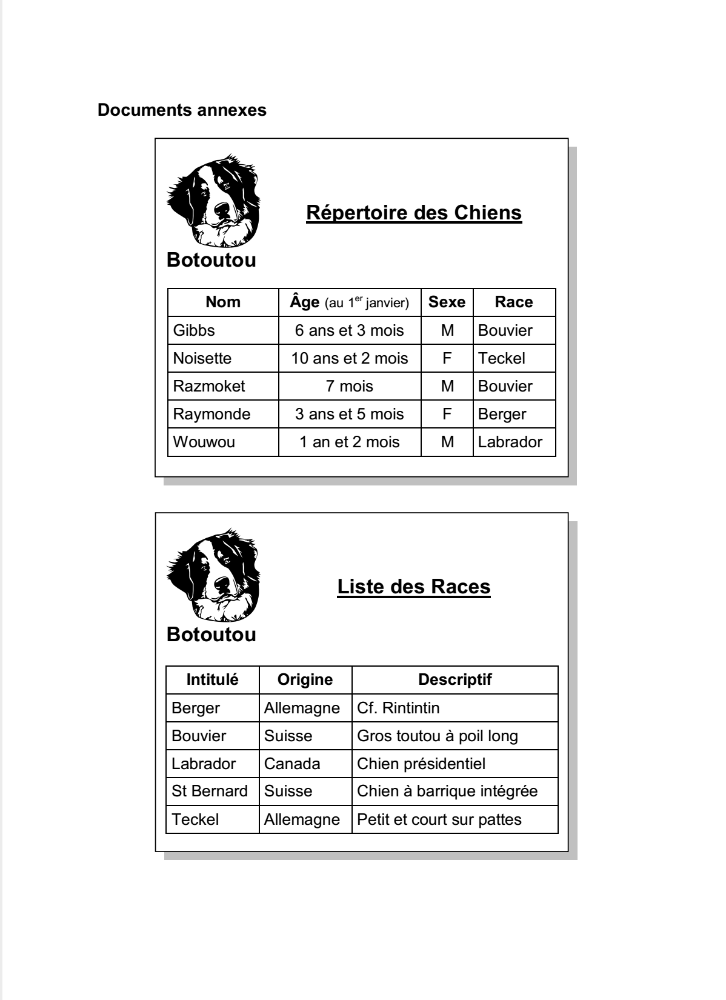 Documents annexes
Répertoire des Chiens
Botoutou
Nom Âge (au 1er janvier) Sexe Race
Gibbs 6 ans et 3 mois M Bouvier
Noisette 10 ans et 2 mois F Teckel
Razmoket 7 mois M Bouvier
Raymonde 3 ans et 5 mois F Berger
Wouwou 1 an et 2 mois M Labrador
Liste des Races
Botoutou
Intitulé Origine Descriptif
Berger Allemagne Cf. Rintintin
Bouvier Suisse Gros toutou à poil long
Labrador Canada Chien présidentiel
St Bernard Suisse Chien à barrique intégrée
Teckel Allemagne Petit et court sur pattes